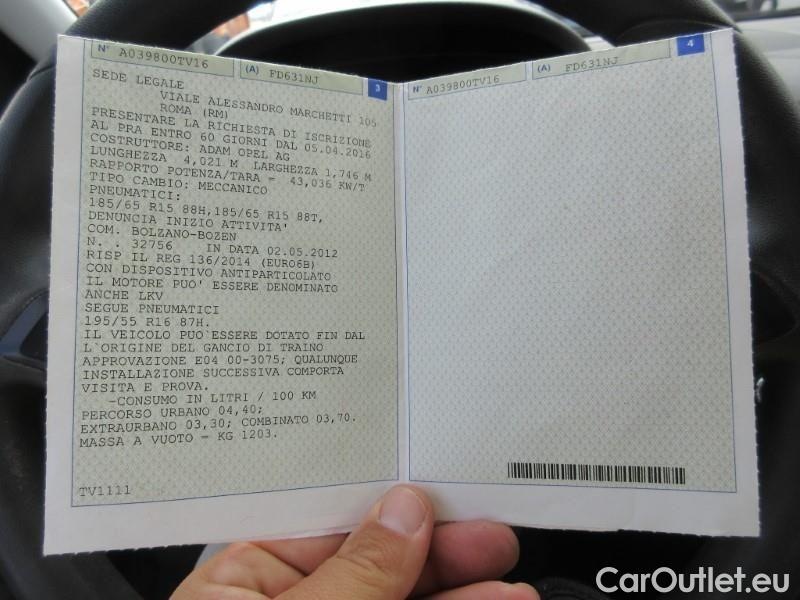 N° A039800TV16 (A) FD631NJ 3
SEDE LEGALE
VIALE ALESSANDRO MARCHETTI 105
ROMA (RM)
PRESENTARE LA RICHIESTA DI ISCRIZIONE
AL PRA ENTRO 60 GIORNI DAL 05.04.2016
COSTRUTTORE: ADAM OPEL AG
LUNGHEZZA 4,021 M LARGHEZZA 1,746 M
RAPPORTO POTENZA/TARA = 43,036 KW/T
TIPO CAMBIO: MECCANICO
PNEUMATICI:
185/65 R15 88H,185/65 R15 88T,
DENUNCIA INIZIO ATTIVITA'
COM. BOLZANO-BOZEN
N. . 32756 IN DATA 02.05.2012
RISP IL REG 136/2014 (EURO6B)
CON DISPOSITIVO ANTIPARTICOLATO
IL MOTORE PUO' ESSERE DENOMINATO
ANCHE LKV
SEGUE PNEUMATICI
195/55 R16 87H.
IL VEICOLO PUO`ESSERE DOTATO FIN DAL
L`ORIGINE DEL GANCIO DI TRAINO
APPROVAZIONE E04 00-3075; QUALUNQUE
INSTALLAZIONE SUCCESSIVA COMPORTA
VISITA E PROVA.
-CONSUMO IN LITRI / 100 KM
PERCORSO URBANO 04,40;
EXTRAURBANO 03,30; COMBINATO 03,70.
MASSA A VUOTO = KG 1203.
TV1111
N° A039800TV16 (A) FD631NJ 4
CarOutlet.eu